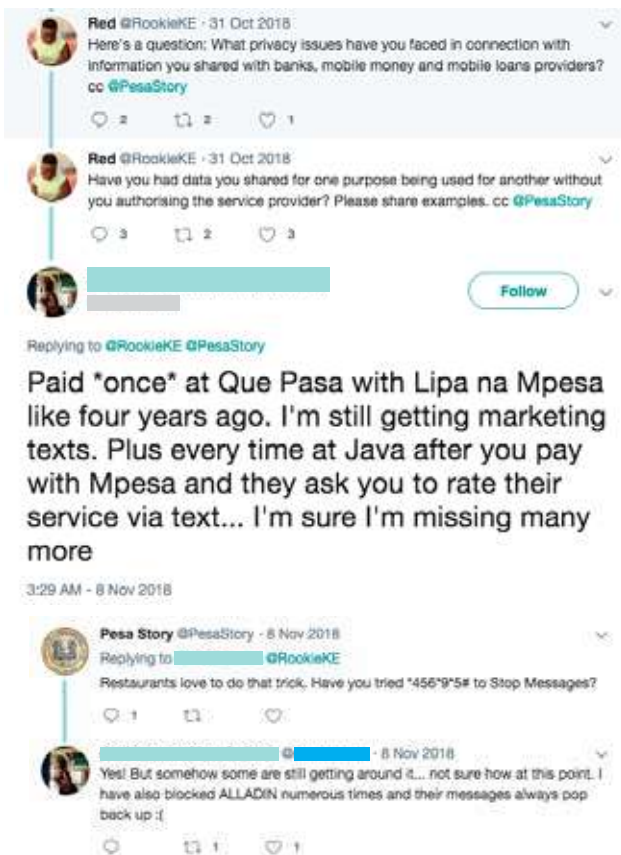 Red @RookieKE · 31 Oct 2018
Here's a question: What privacy issues have you faced in connection with
information you shared with banks, mobile money and mobile loans providers?
cc @PesaStory
2 2 1
Red @RookieKE · 31 Oct 2018
Have you had data you shared for one purpose being used for another without
you authorising the service provider? Please share examples. cc @PesaStory
3 2 3
Follow
Replying to @RookieKE @PesaStory
Paid *once* at Que Pasa with Lipa na Mpesa
like four years ago. I'm still getting marketing
texts. Plus every time at Java after you pay
with Mpesa and they ask you to rate their
service via text... I'm sure I'm missing many
more
3:29 AM - 8 Nov 2018
Pesa Story @PesaStory · 8 Nov 2018
Replying to @RookieKE
Restaurants love to do that trick. Have you tried *456*9*5# to Stop Messages?
1
@ · 8 Nov 2018
Yes! But somehow some are still getting around it... not sure how at this point. I
have also blocked ALLADIN numerous times and their messages always pop
back up :(
1 1